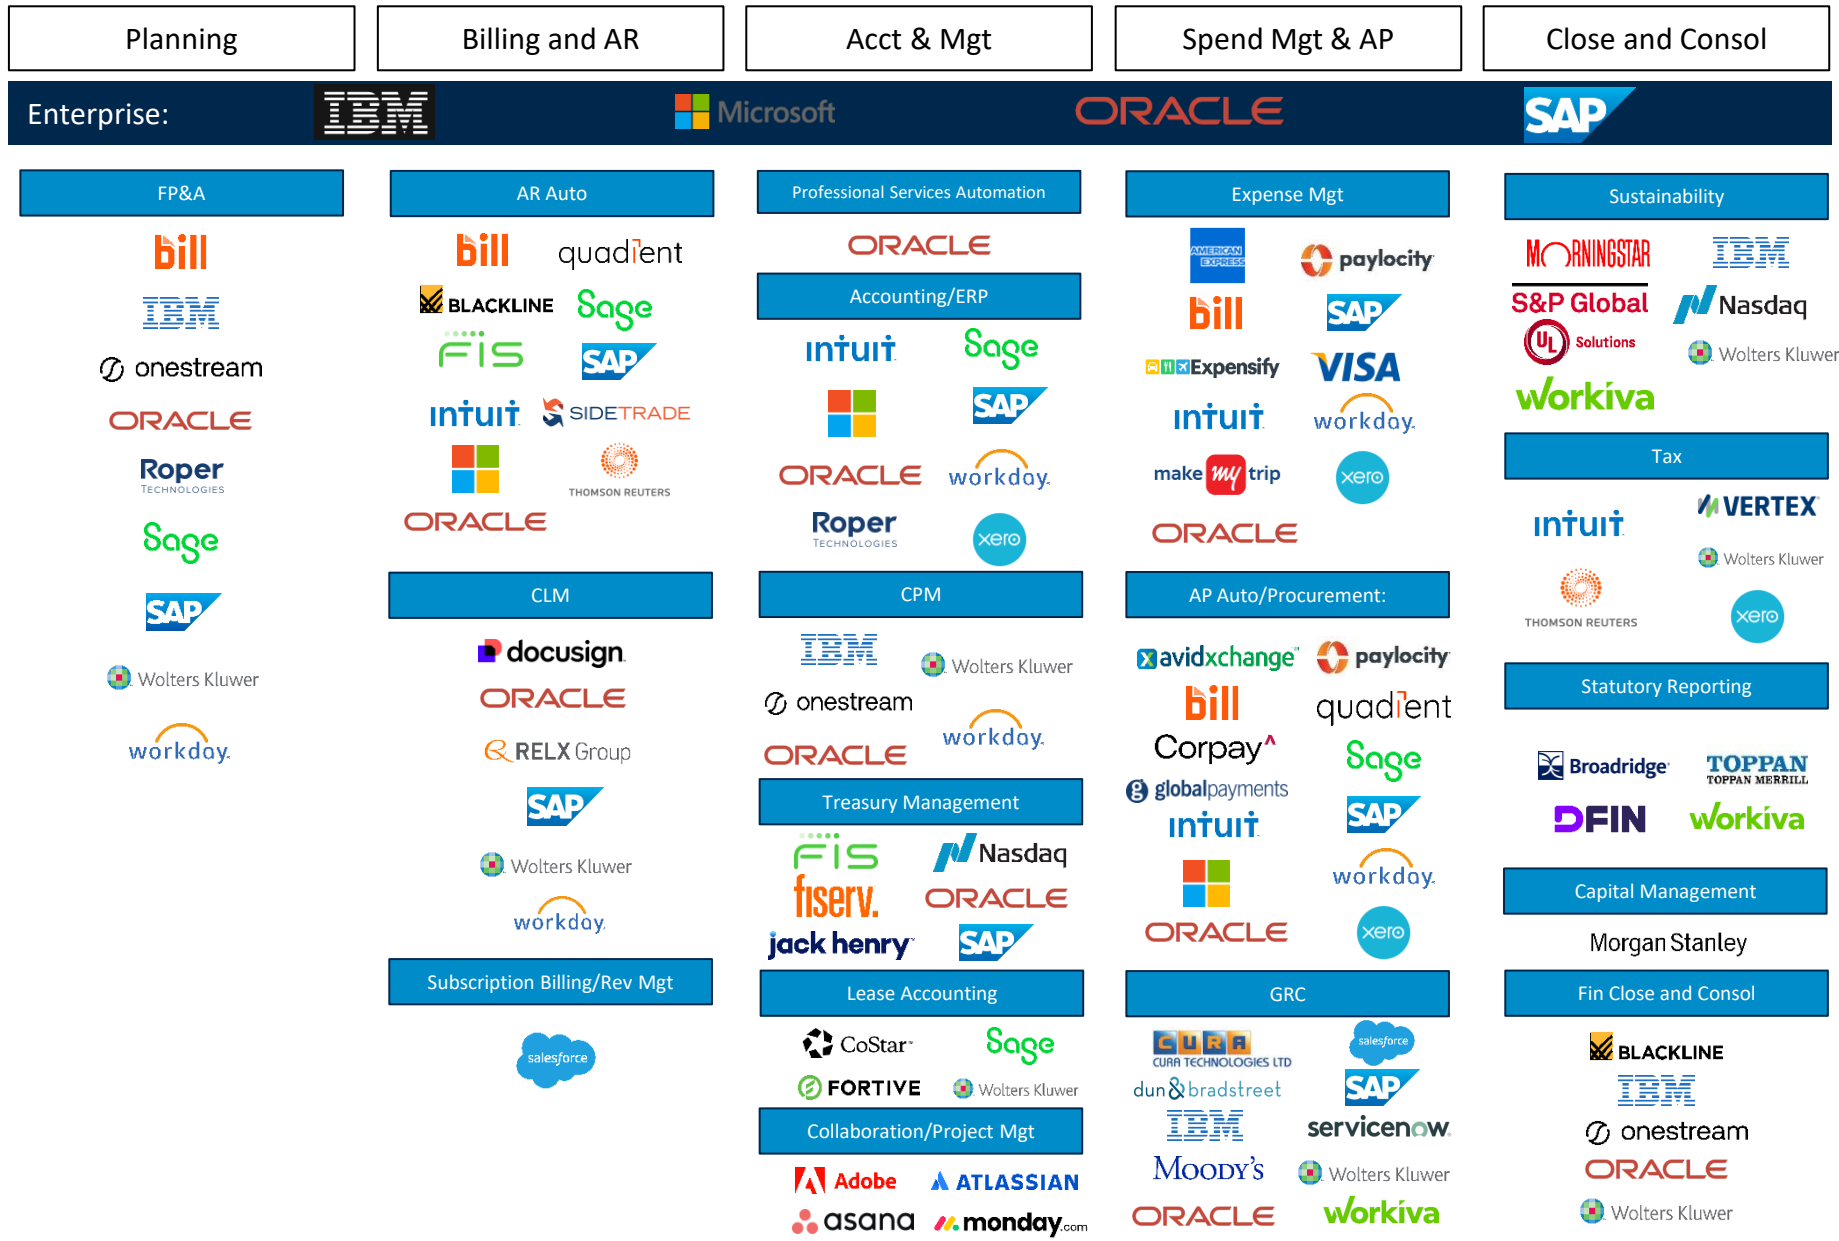 Planning
Billing and AR
Acct & Mgt
Spend Mgt & AP
Close and Consol
Enterprise:
IBM
Microsoft
ORACLE
SAP
FP&A
bill
IBM
onestream
ORACLE
Roper
TECHNOLOGIES
Sage
SAP
Wolters Kluwer
workday.
AR Auto
bill
quadient
BLACKLINE
Sage
FIS
SAP
INTUIT
SIDETRADE
THOMSON REUTERS
ORACLE
CLM
docusign
ORACLE
RELX Group
SAP
Wolters Kluwer
workday.
Subscription Billing/Rev Mgt
salesforce
Professional Services Automation
ORACLE
Accounting/ERP
INTUIT
Sage
SAP
ORACLE
workday.
Roper
TECHNOLOGIES
xero
CPM
IBM
Wolters Kluwer
onestream
workday.
ORACLE
Treasury Management
FIS
Nasdaq
fiserv.
ORACLE
jack henry™
SAP
Lease Accounting
CoStar™
Sage
FORTIVE
Wolters Kluwer
Collaboration/Project Mgt
Adobe
ATLASSIAN
asana
monday.com
Expense Mgt
AMERICAN
EXPRESS
paylocity
bill
SAP
Expensify
VISA
INTUIT
workday.
make my trip
xero
ORACLE
AP Auto/Procurement:
avidxchange™
paylocity
bill
quadient
Corpay^
Sage
globalpayments
INTUIT
SAP
workday.
ORACLE
xero
GRC
CURA
CURA TECHNOLOGIES LTD
salesforce
dun & bradstreet
SAP
IBM
servicenow.
MOODY'S
Wolters Kluwer
ORACLE
workiva
Sustainability
MORNINGSTAR
IBM
S&P Global
Nasdaq
UL Solutions
Wolters Kluwer
workiva
Tax
INTUIT
VERTEX
Wolters Kluwer
THOMSON REUTERS
xero
Statutory Reporting
Broadridge
TOPPAN
TOPPAN MERRILL
DFIN
workiva
Capital Management
Morgan Stanley
Fin Close and Consol
BLACKLINE
IBM
onestream
ORACLE
Wolters Kluwer